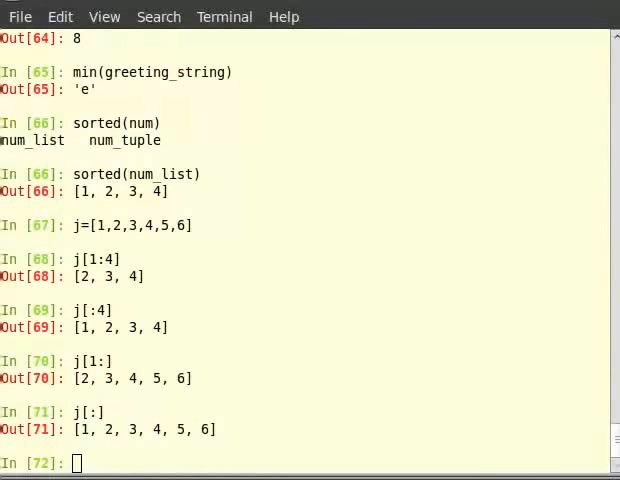 File Edit View Search Terminal Help
Out[64]: 8
In [65]: min(greeting_string)
Out[65]: 'e'
In [66]: sorted(num)
num_list num_tuple
In [66]: sorted(num_list)
Out[66]: [1, 2, 3, 4]
In [67]: j=[1,2,3,4,5,6]
In [68]: j[1:4]
Out[68]: [2, 3, 4]
In [69]: j[:4]
Out[69]: [1, 2, 3, 4]
In [70]: j[1:]
Out[70]: [2, 3, 4, 5, 6]
In [71]: j[:]
Out[71]: [1, 2, 3, 4, 5, 6]
In [72]: